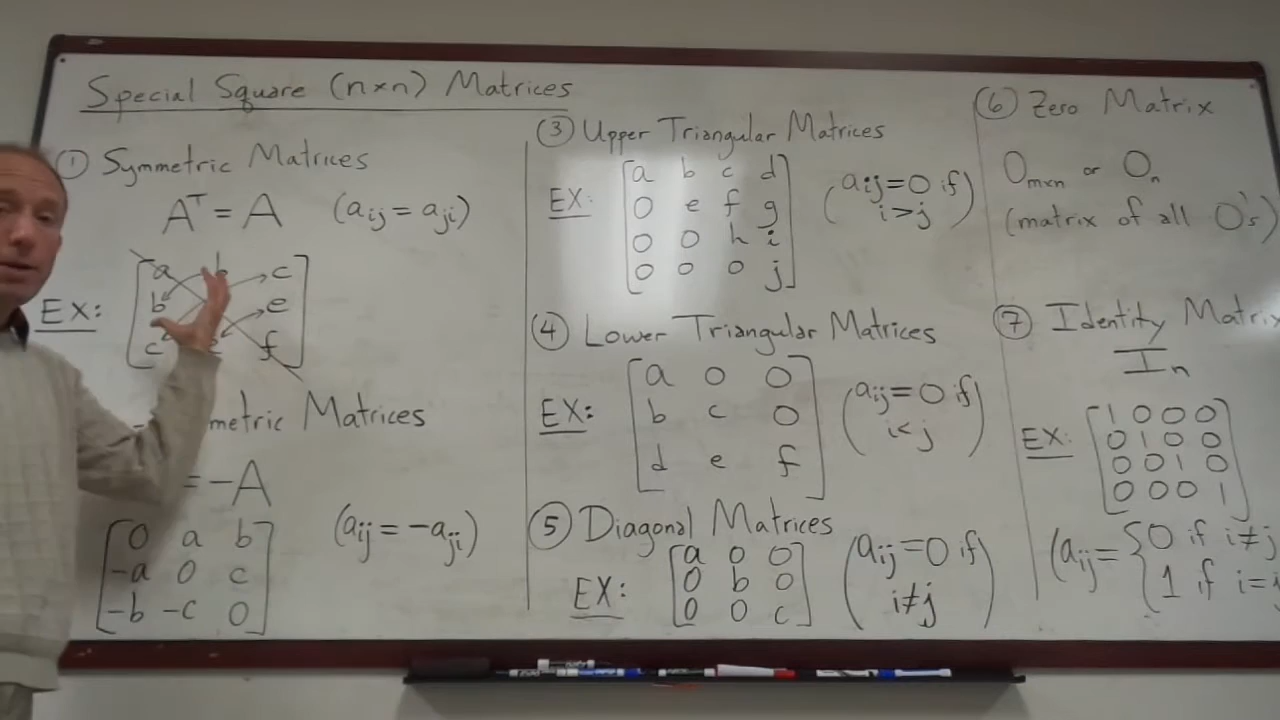 Special Square (n×n) Matrices
① Symmetric Matrices
Aᵀ = A (aij = aji)
EX:
a b c
b e
c e f
metric Matrices
= -A
(aij = -aji)
0 a b
-a 0 c
-b -c 0
③ Upper Triangular Matrices
EX:
a b c d
0 e f g
0 0 h i
0 0 0 j
(aij = 0 if
i > j)
④ Lower Triangular Matrices
EX:
a 0 0
b c 0
d e f
(aij = 0 if
i < j)
⑤ Diagonal Matrices
EX:
a 0 0
0 b 0
0 0 c
(aij = 0 if
i ≠ j)
⑥ Zero Matrix
0m×n or 0n
(matrix of all 0's)
⑦ Identity Matrix
In
EX:
1 0 0 0
0 1 0 0
0 0 1 0
0 0 0 1
(aij = {0 if i ≠ j
1 if i =